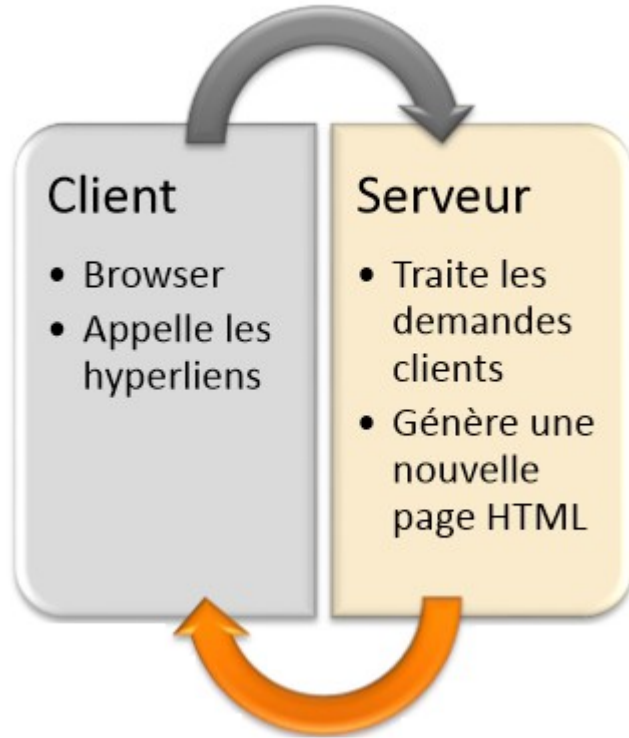 Client
• Browser
• Appelle les
hyperliens
Serveur
• Traite les
demandes
clients
• Génère une
nouvelle
page HTML